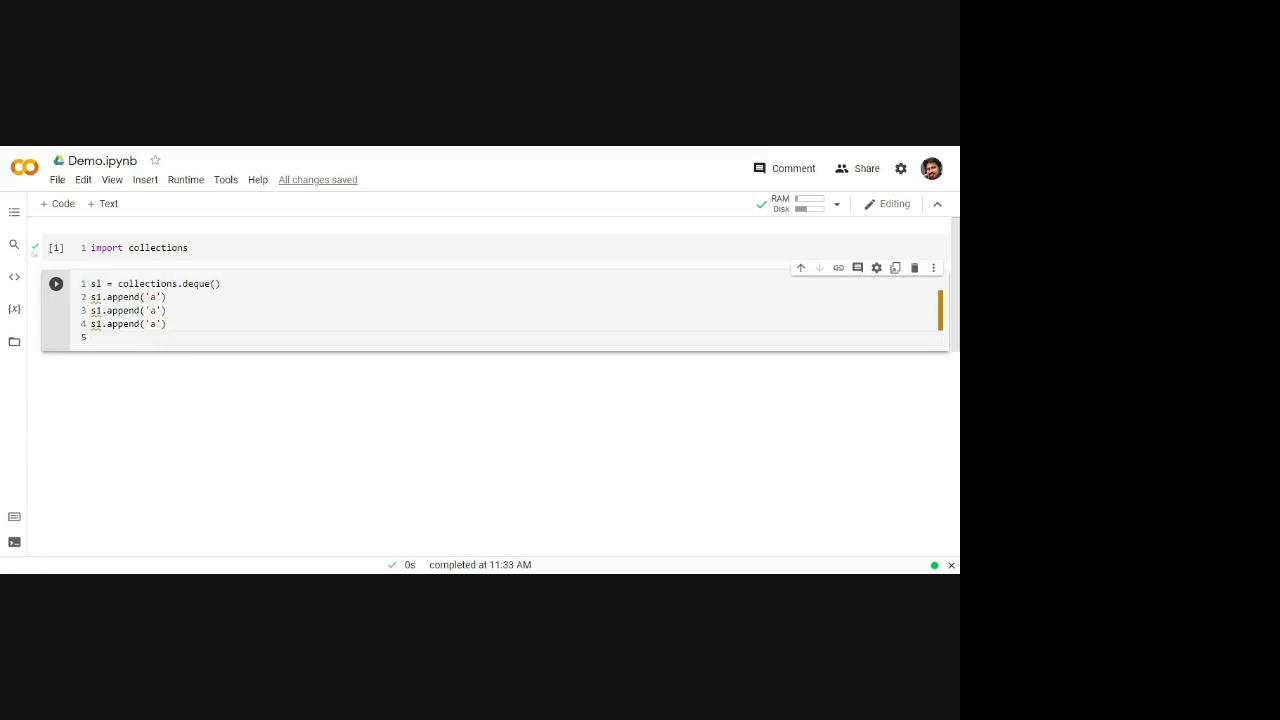 Demo.ipynb
File Edit View Insert Runtime Tools Help All changes saved
Comment Share
+ Code + Text
RAM
Disk
Editing
[1] 1 import collections
0s
1 sl = collections.deque()
2 s1.append('a')
3 s1.append('a')
4 s1.append('a')
5
{x}
0s completed at 11:33 AM